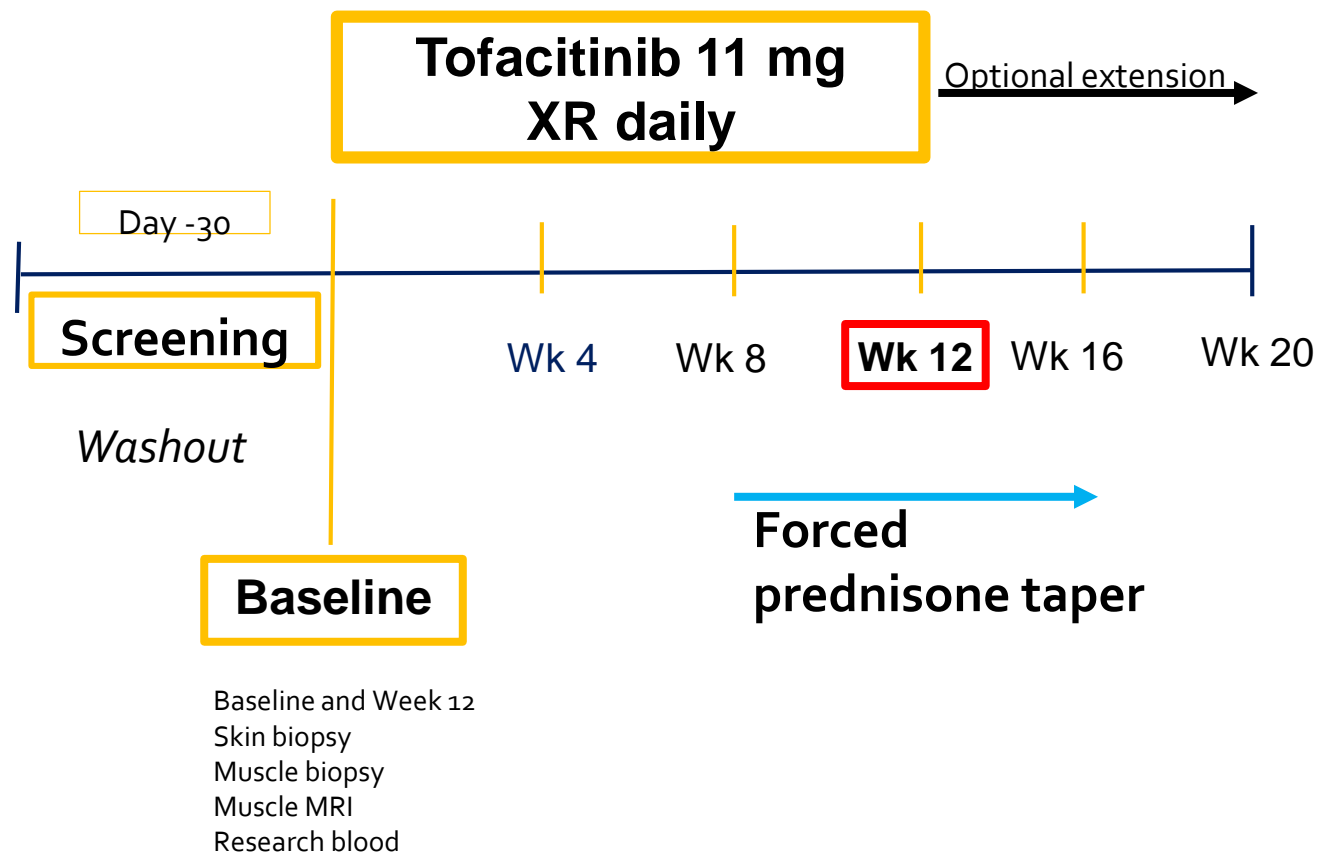 Tofacitinib 11 mg
XR daily
Optional extension
Day -30
Screening
Wk 4
Wk 8
Wk 12
Wk 16
Wk 20
Washout
Forced
prednisone taper
Baseline
Baseline and Week 12
Skin biopsy
Muscle biopsy
Muscle MRI
Research blood